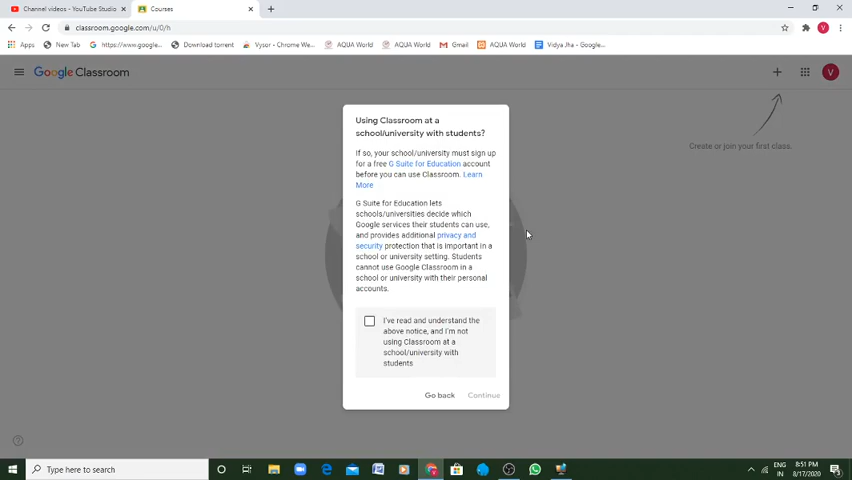 Channel videos - YouTube Studio
Courses
classroom.google.com/u/0/h
Apps
New Tab
https://www.google...
Download torrent
Vysor - Chrome We...
AQUA World
AQUA World
Gmail
AQUA World
Vidya Jha - Google...
V
Google Classroom
V
Create or join your first class.
Using Classroom at a
school/university with students?
If so, your school/university must sign up
for a free G Suite for Education account
before you can use Classroom. Learn
More
G Suite for Education lets
schools/universities decide which
Google services their students can use,
and provides additional privacy and
security protection that is important in a
school or university setting. Students
cannot use Google Classroom in a
school or university with their personal
accounts.
I've read and understand the
above notice, and I'm not
using Classroom at a
school/university with
students
Go back
Continue
Type here to search
ENG
IN
8:51 PM
8/17/2020